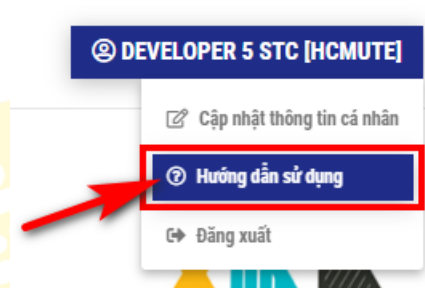 DEVELOPER 5 STC [HCMUTE]
Cập nhật thông tin cá nhân
Hướng dẫn sử dụng
Đăng xuất